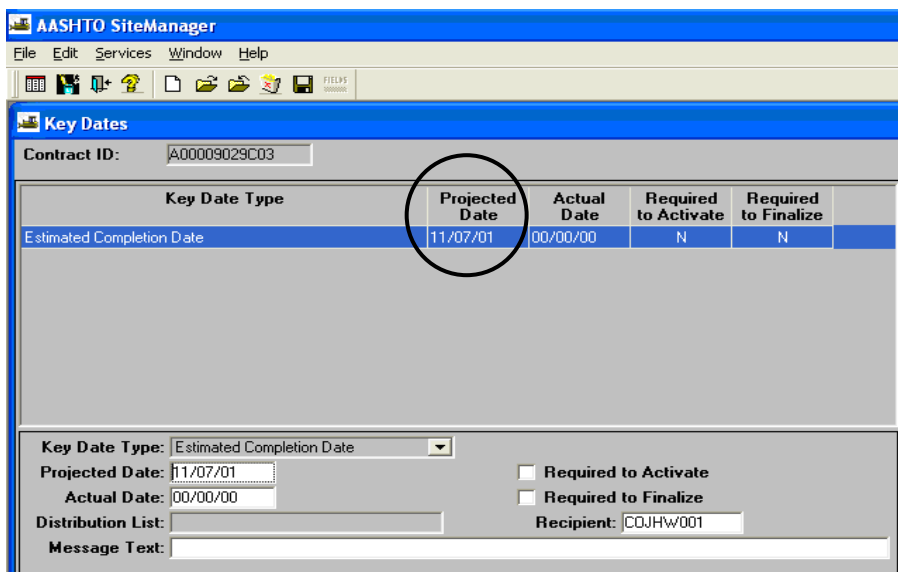 AASHTO SiteManager
File Edit Services Window Help
FIELDS
Key Dates
Contract ID: A00009029C03
Key Date Type Projected Date Actual Date Required to Activate Required to Finalize
Estimated Completion Date 11/07/01 00/00/00 N N
Key Date Type: Estimated Completion Date
Projected Date: 11/07/01 Required to Activate
Actual Date: 00/00/00 Required to Finalize
Distribution List: Recipient: COJHW001
Message Text: